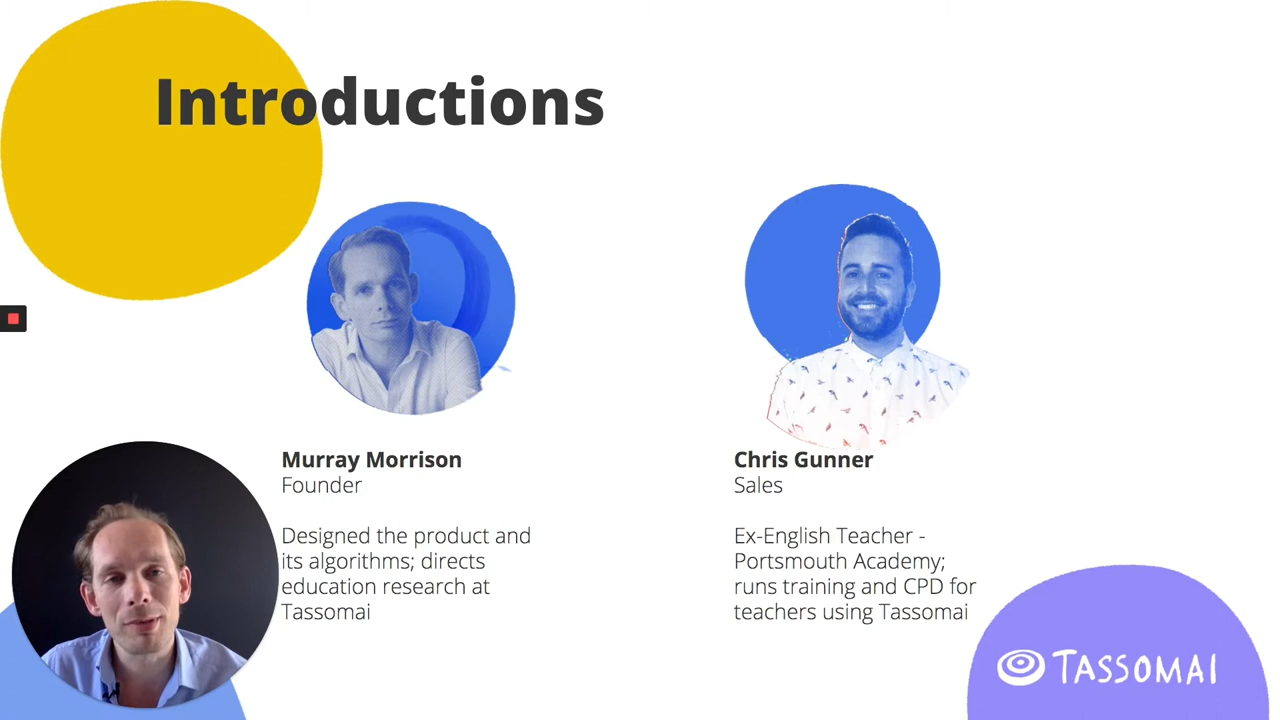 Introductions
Murray Morrison
Founder
Designed the product and
its algorithms; directs
education research at
Tassomai
Chris Gunner
Sales
Ex-English Teacher -
Portsmouth Academy;
runs training and CPD for
teachers using Tassomai
TASSOMAI